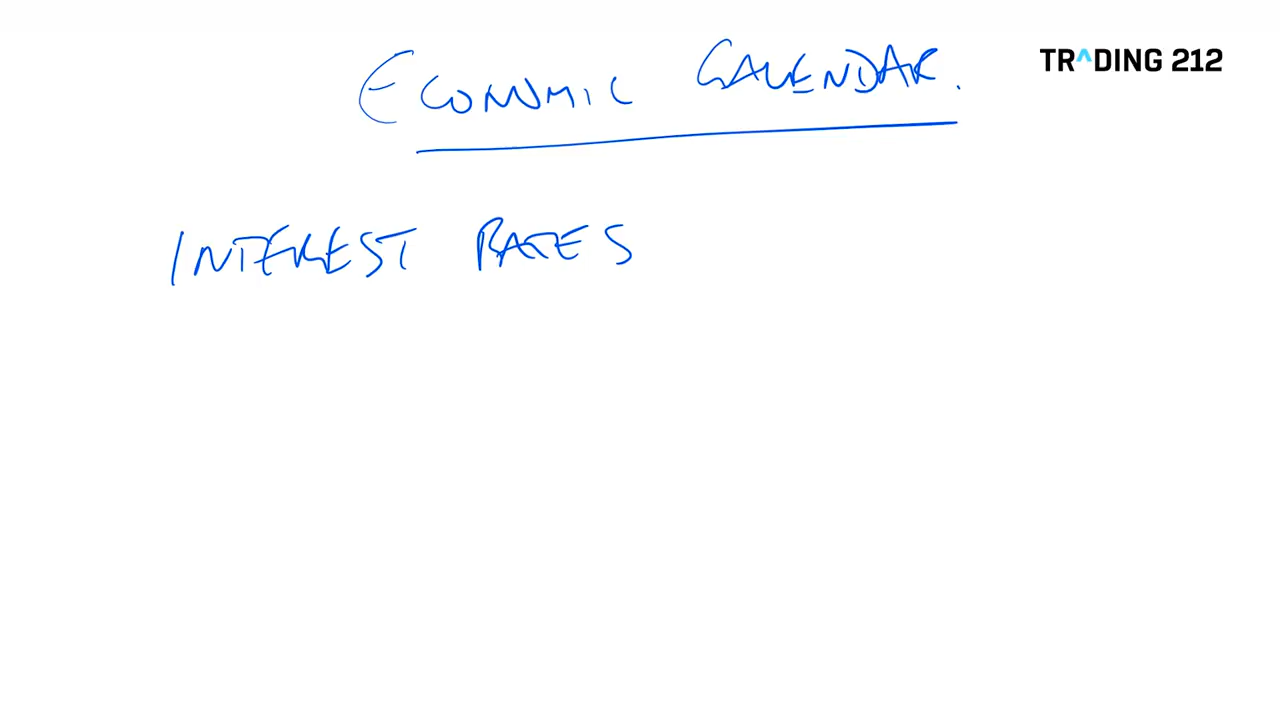 ECONOMIC CALENDAR.
TRADING 212
INTEREST RATES